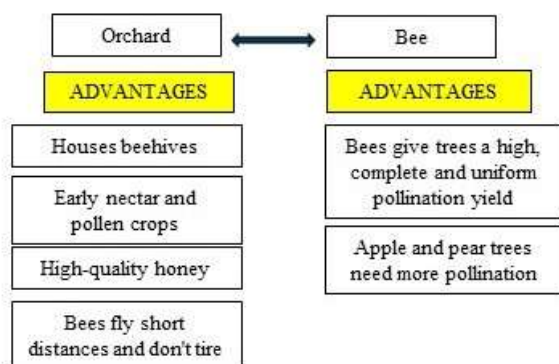 Orchard
Bee
ADVANTAGES
ADVANTAGES
Houses beehives
Early nectar and
pollen crops
High-quality honey
Bees fly short
distances and don't tire
Bees give trees a high,
complete and uniform
pollination yield
Apple and pear trees
need more pollination